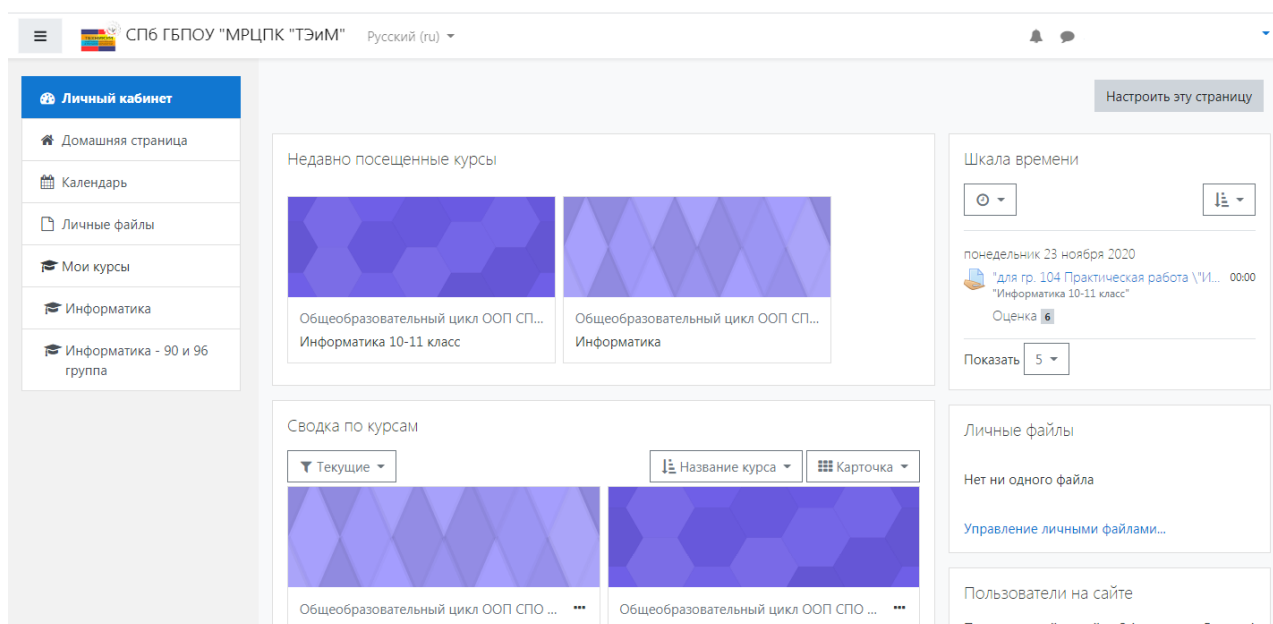 СПб ГБПОУ "МРЦПК "ТЭиМ"
Русский (ru)
Личный кабинет
Домашняя страница
Календарь
Личные файлы
Мои курсы
Информатика
Информатика - 90 и 96
группа
Настроить эту страницу
Недавно посещенные курсы
Общеобразовательный цикл ООП СП...
Информатика 10-11 класс
Общеобразовательный цикл ООП СП...
Информатика
Сводка по курсам
Текущие
Название курса
Карточка
Общеобразовательный цикл ООП СПО ...
Общеобразовательный цикл ООП СПО ...
Шкала времени
понедельник 23 ноября 2020
"для гр. 104 Практическая работа \"И... 00:00
"Информатика 10-11 класс"
Оценка 6
Показать 5
Личные файлы
Нет ни одного файла
Управление личными файлами...
Пользователи на сайте